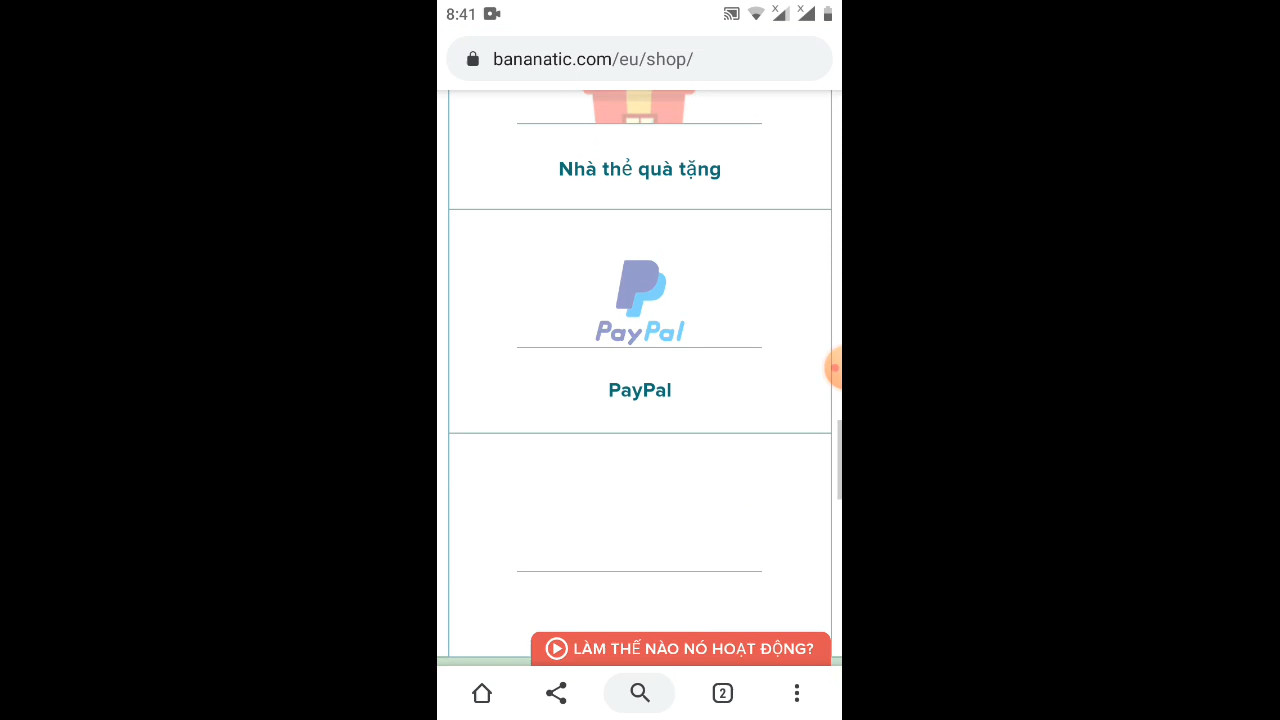 8:41
bananatic.com/eu/shop/
Nhà thẻ quà tặng
PayPal
PayPal
LÀM THẾ NÀO NÓ HOẠT ĐỘNG?
2